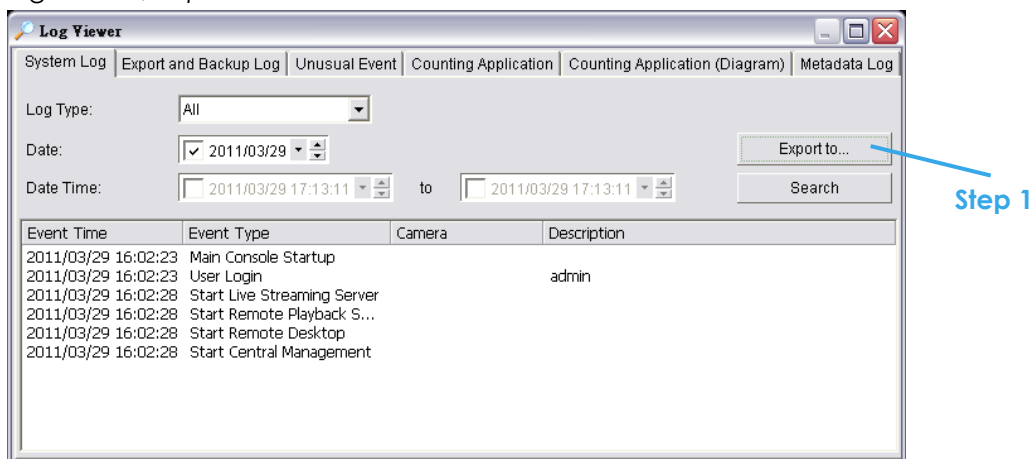 Log Viewer
System Log Export and Backup Log Unusual Event Counting Application Counting Application (Diagram) Metadata Log
Log Type: All
Date: 2011/03/29 Export to...
Date Time: 2011/03/29 17:13:11 to 2011/03/29 17:13:11 Search
Step 1
Event Time Event Type Camera Description
2011/03/29 16:02:23 Main Console Startup
2011/03/29 16:02:23 User Login admin
2011/03/29 16:02:28 Start Live Streaming Server
2011/03/29 16:02:28 Start Remote Playback S...
2011/03/29 16:02:28 Start Remote Desktop
2011/03/29 16:02:28 Start Central Management